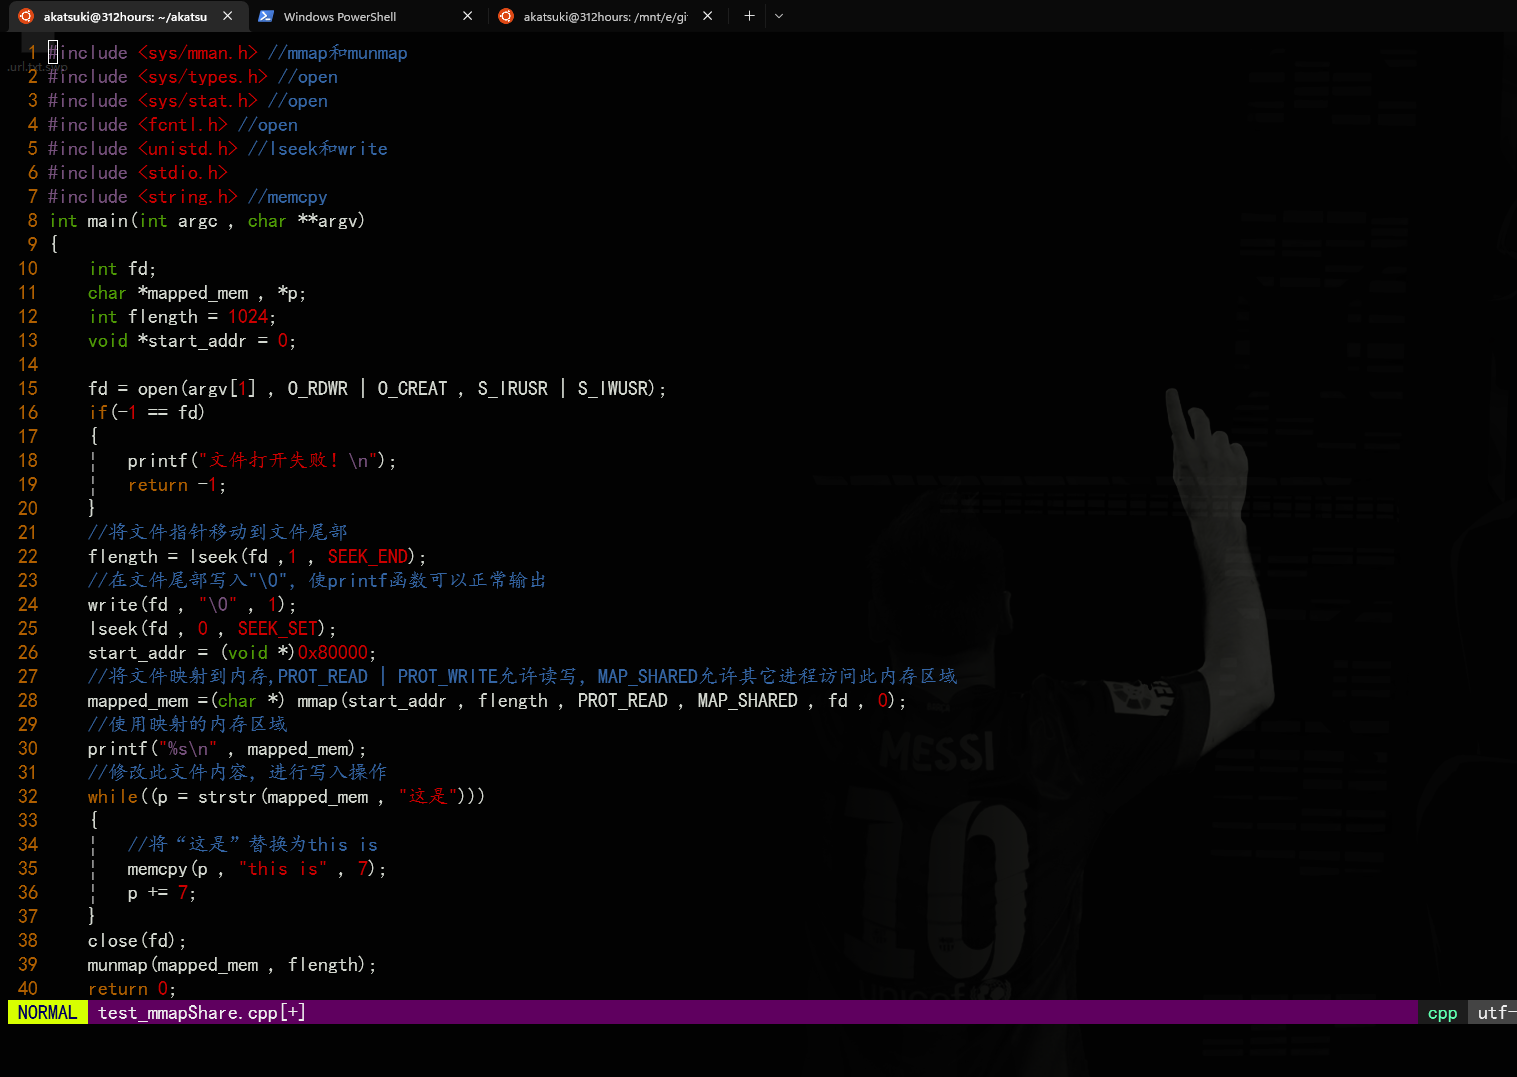 akatsuki@312hours: ~/akatsu
Windows PowerShell
akatsuki@312hours: /mnt/e/gi
.url.txt.swp
1 #include <sys/mman.h> //mmap和munmap
2 #include <sys/types.h> //open
3 #include <sys/stat.h> //open
4 #include <fcntl.h> //open
5 #include <unistd.h> //lseek和write
6 #include <stdio.h>
7 #include <string.h> //memcpy
8 int main(int argc , char **argv)
9 {
10 int fd;
11 char *mapped_mem , *p;
12 int flength = 1024;
13 void *start_addr = 0;
14
15 fd = open(argv[1] , O_RDWR | O_CREAT , S_IRUSR | S_IWUSR);
16 if(-1 == fd)
17 {
18 ¦ printf("文件打开失败！\n");
19 ¦ return -1;
20 }
21 //将文件指针移动到文件尾部
22 flength = lseek(fd ,1 , SEEK_END);
23 //在文件尾部写入"\0"，使printf函数可以正常输出
24 write(fd , "\0" , 1);
25 lseek(fd , 0 , SEEK_SET);
26 start_addr = (void *)0x80000;
27 //将文件映射到内存,PROT_READ | PROT_WRITE允许读写，MAP_SHARED允许其它进程访问此内存区域
28 mapped_mem =(char *) mmap(start_addr , flength , PROT_READ , MAP_SHARED , fd , 0);
29 //使用映射的内存区域
30 printf("%s\n" , mapped_mem);
31 //修改此文件内容，进行写入操作
32 while((p = strstr(mapped_mem , "这是")))
33 {
34 ¦ //将“这是”替换为this is
35 ¦ memcpy(p , "this is" , 7);
36 ¦ p += 7;
37 }
38 close(fd);
39 munmap(mapped_mem , flength);
40 return 0;
MESSI
10
unicef
NORMAL test_mmapShare.cpp[+] cpp utf-